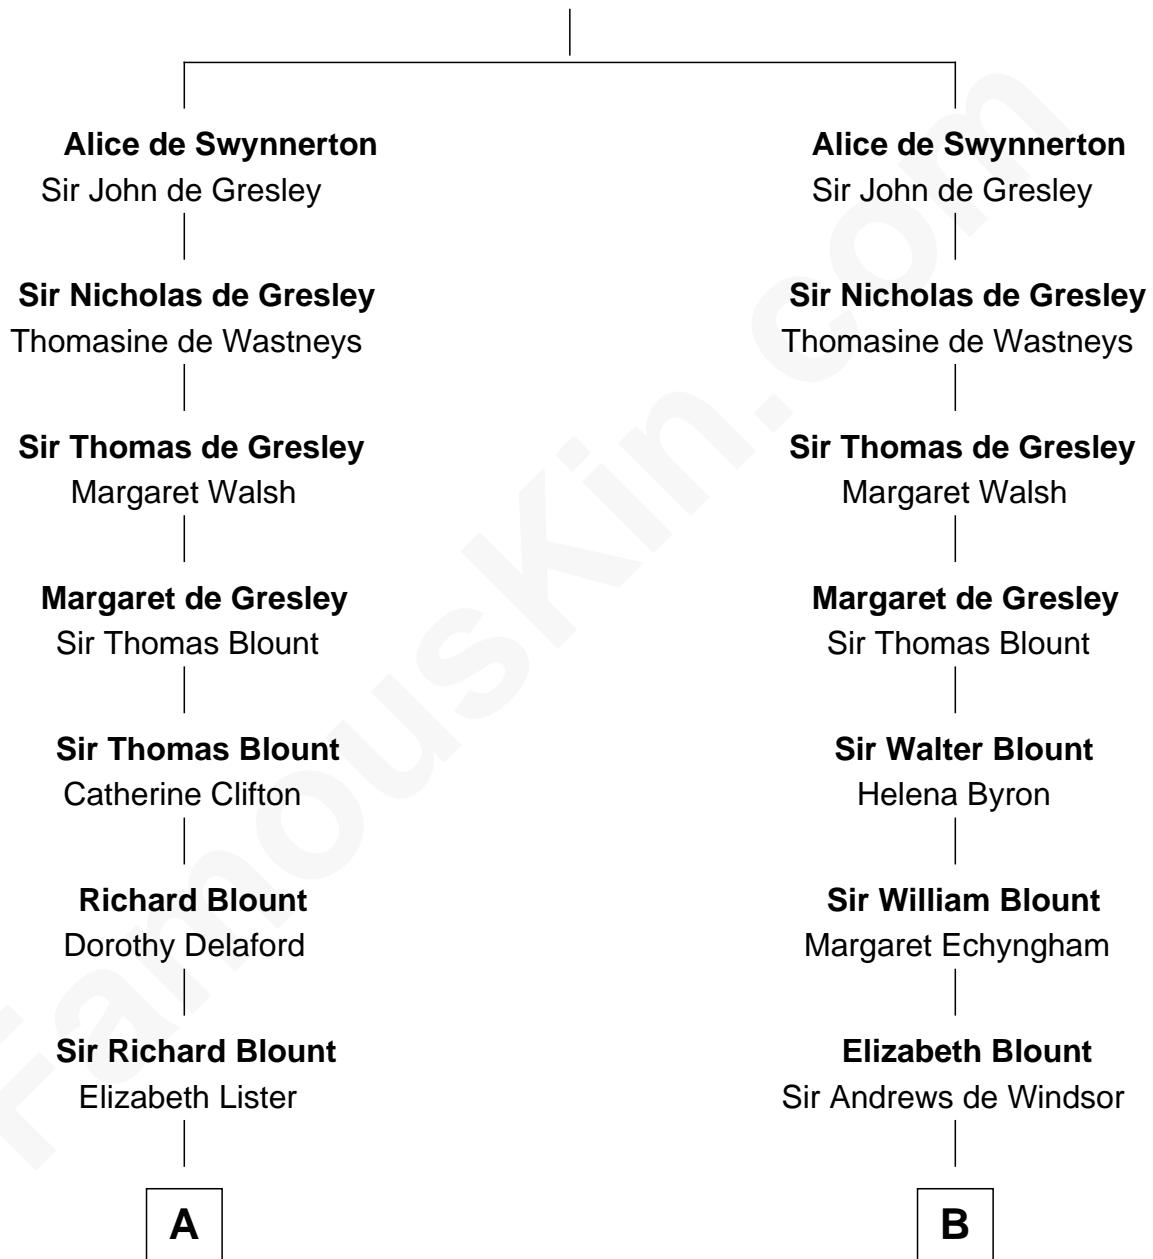 Alice de Swynnerton
Sir John de Gresley
Sir Nicholas de Gresley
Thomasine de Wastneys
Sir Thomas de Gresley
Margaret Walsh
Margaret de Gresley
Sir Thomas Blount
Sir Thomas Blount
Catherine Clifton
Richard Blount
Dorothy Delaford
Sir Richard Blount
Elizabeth Lister
A
Alice de Swynnerton
Sir John de Gresley
Sir Nicholas de Gresley
Thomasine de Wastneys
Sir Thomas de Gresley
Margaret Walsh
Margaret de Gresley
Sir Thomas Blount
Sir Walter Blount
Helena Byron
Sir William Blount
Margaret Echyngham
Elizabeth Blount
Sir Andrews de Windsor
B
FamousKin.com